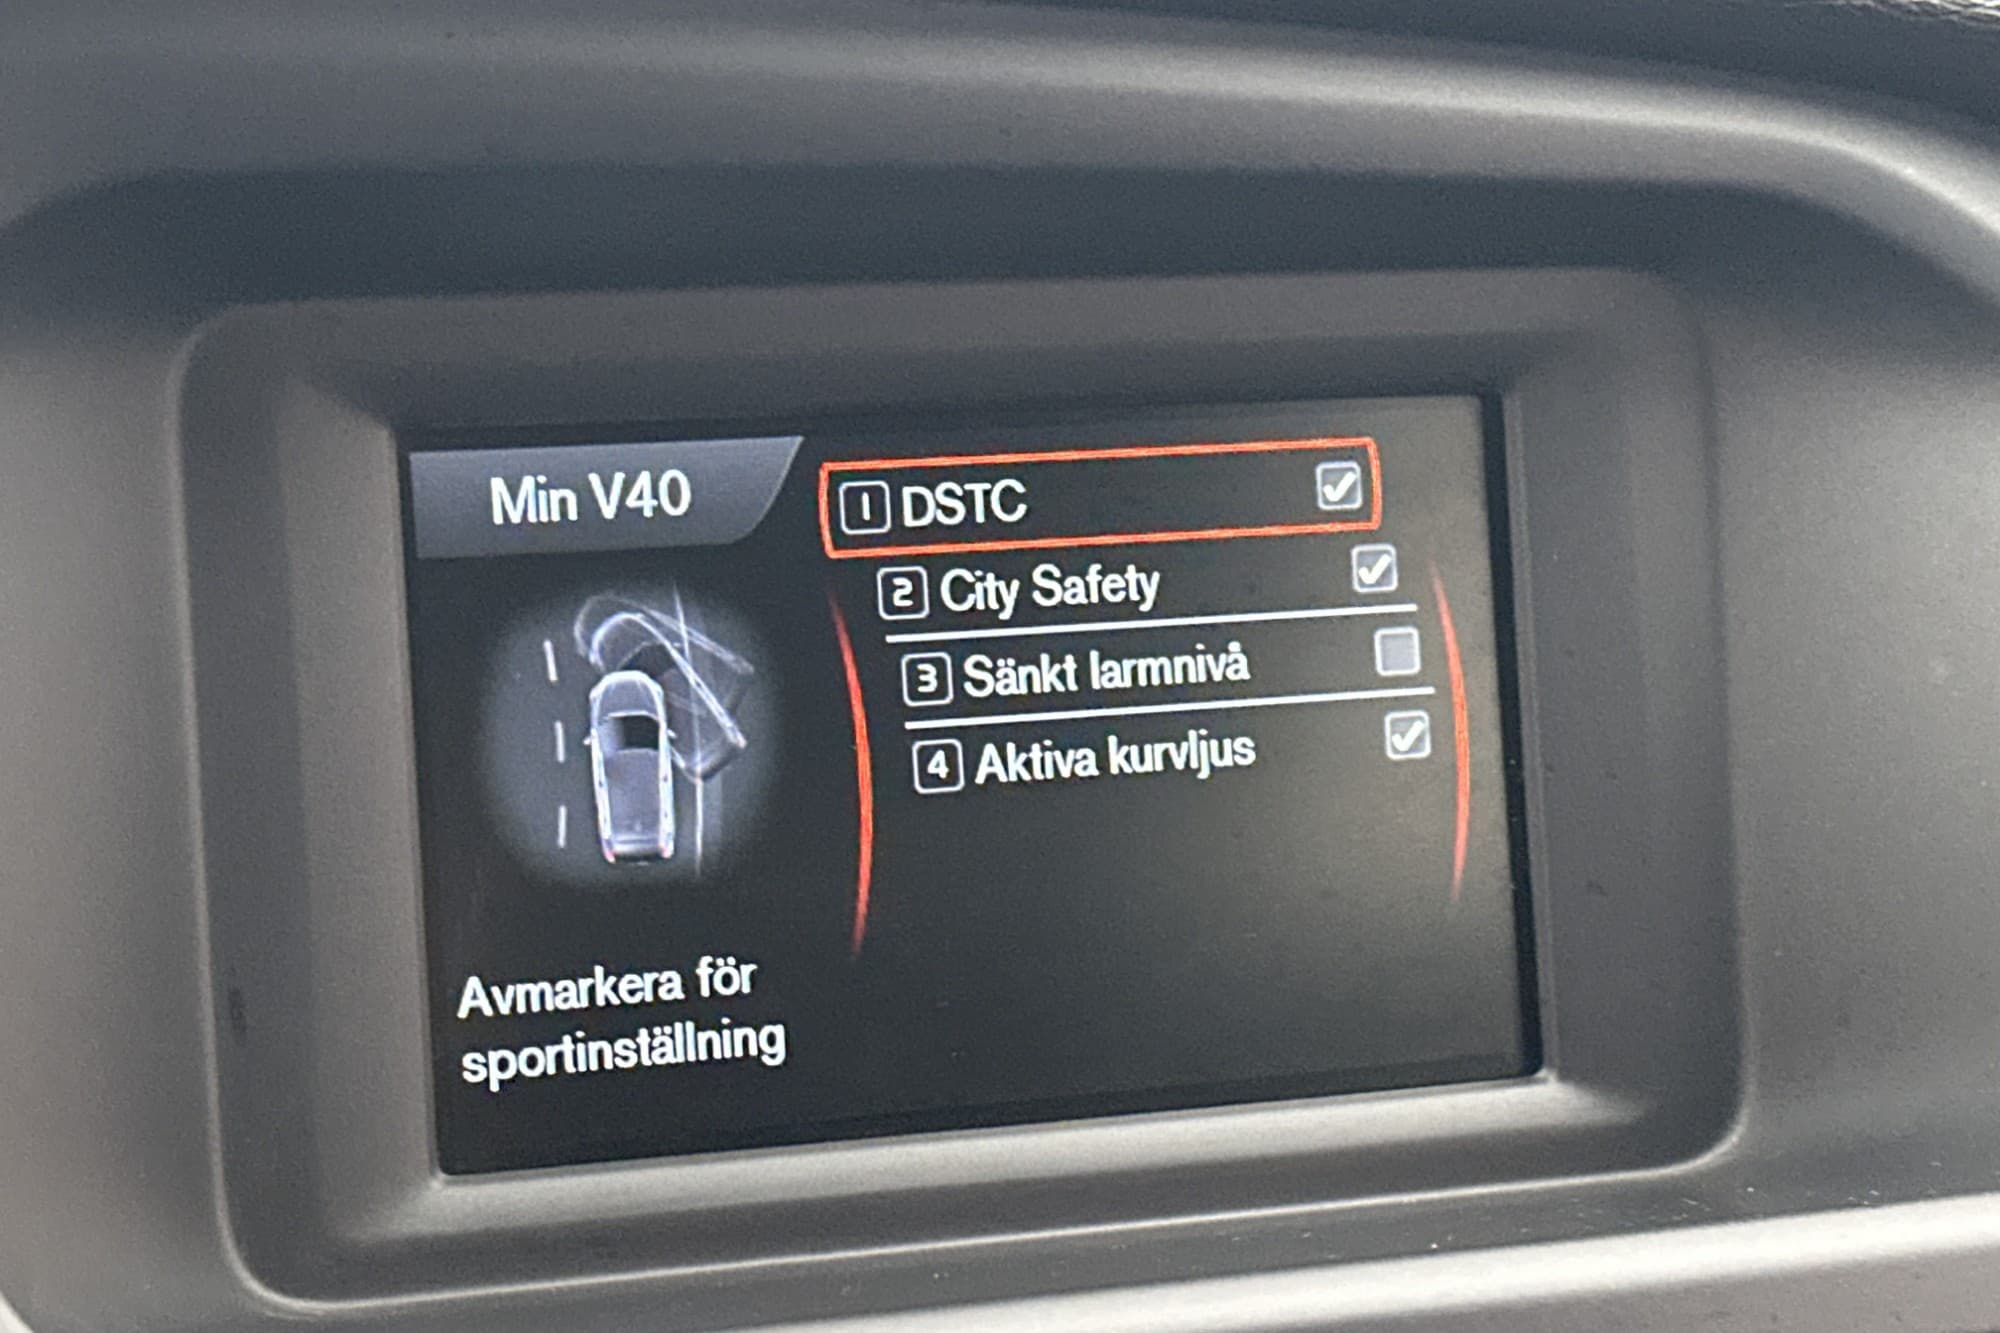 Min V40
1 DSTC
2 City Safety
3 Sänkt larmnivå
4 Aktiva kurvljus
Avmarkera för
sportinställning